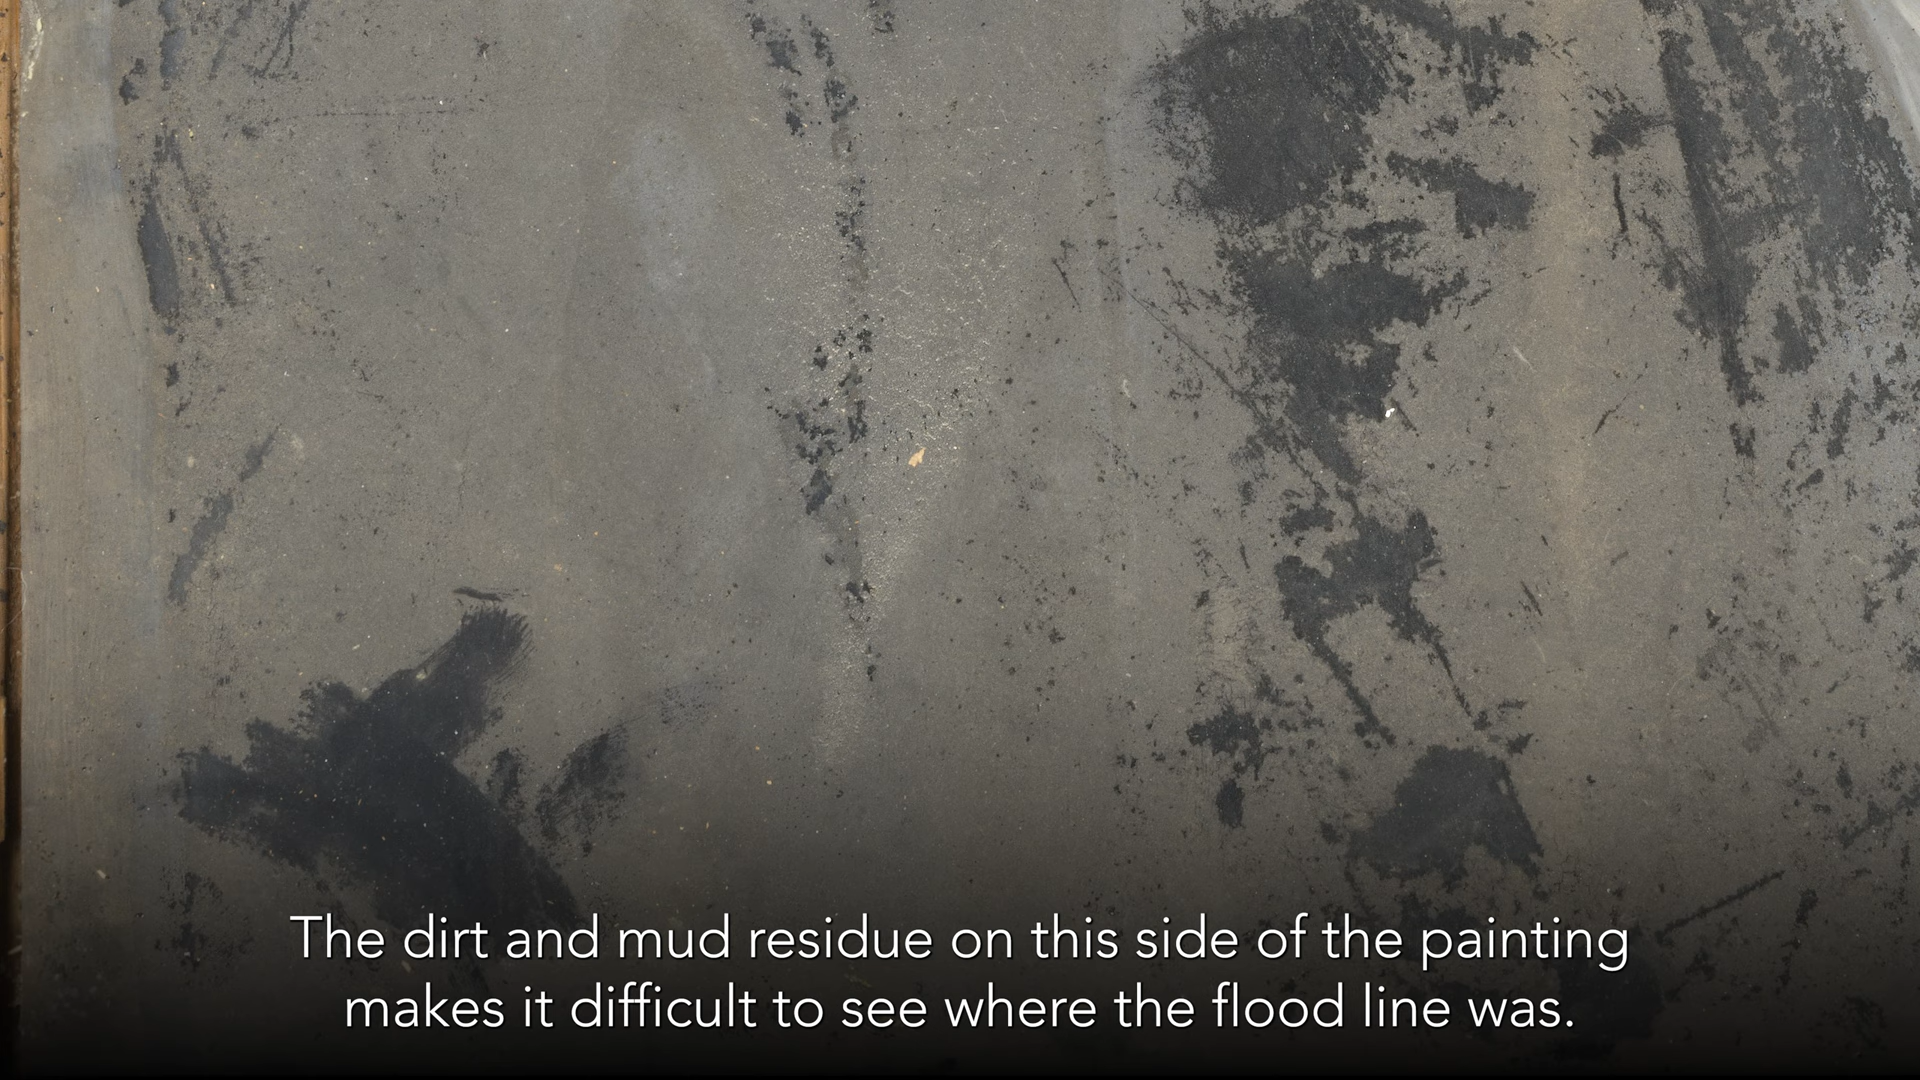 The dirt and mud residue on this side of the painting
makes it difficult to see where the flood line was.